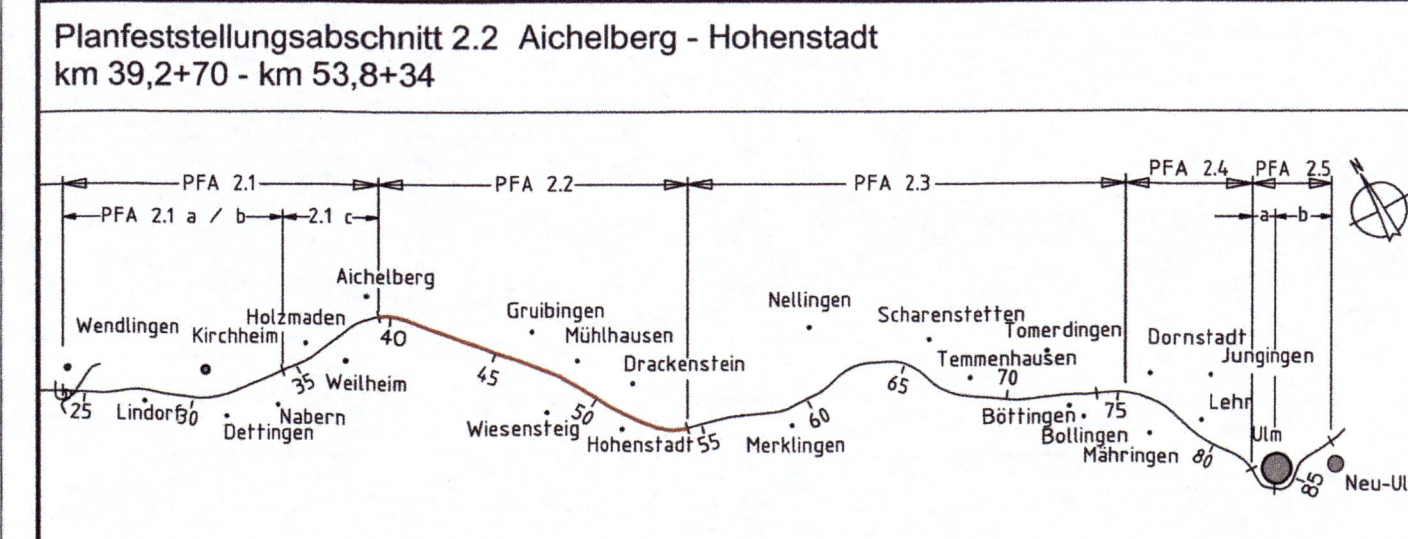 Planfeststellungsabschnitt 2.2 Aichelberg - Hohenstadt
km 39,2+70 - km 53,8+34
PFA 2.1
PFA 2.2
PFA 2.3
PFA 2.4
PFA 2.5
PFA 2.1 a / b
2.1 c
a
b
N
Aichelberg
Wendlingen
Kirchheim
Holzmaden
40
Gruibingen
Mühlhausen
Drackenstein
Nellingen
Scharenstetten
Tomerdingen
Temmenhausen
Dornstadt
Jungingen
25
Lindorf
30
Dettingen
Nabern
35
Weilheim
45
50
Wiesensteig
Hohenstadt
55
Merklingen
60
65
70
Böttingen
75
Bollingen
Mähringen
Lehr
80
Ulm
85
Neu-Ul